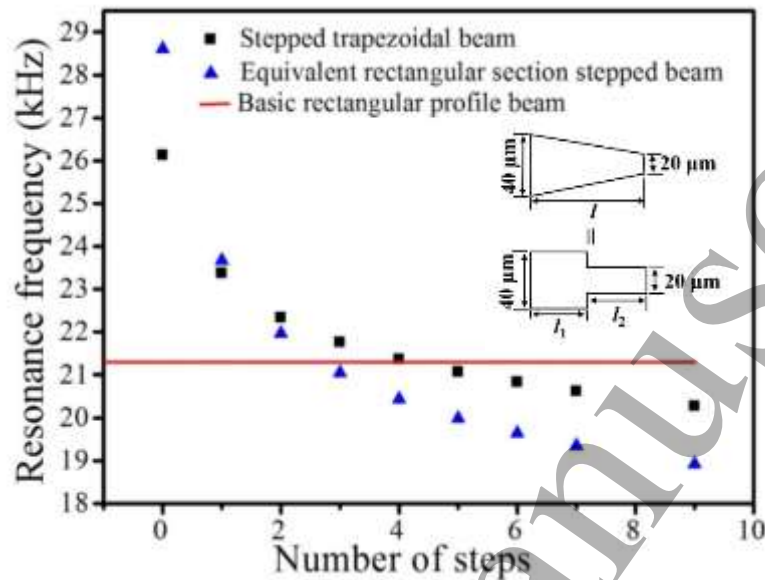 29
28
27
26
25
24
23
22
21
20
19
18
Resonance frequency (kHz)
Stepped trapezoidal beam
Equivalent rectangular section stepped beam
Basic rectangular profile beam
40 μm
20 μm
l
=
40 μm
20 μm
l₁
l₂
0
2
4
6
8
10
Number of steps